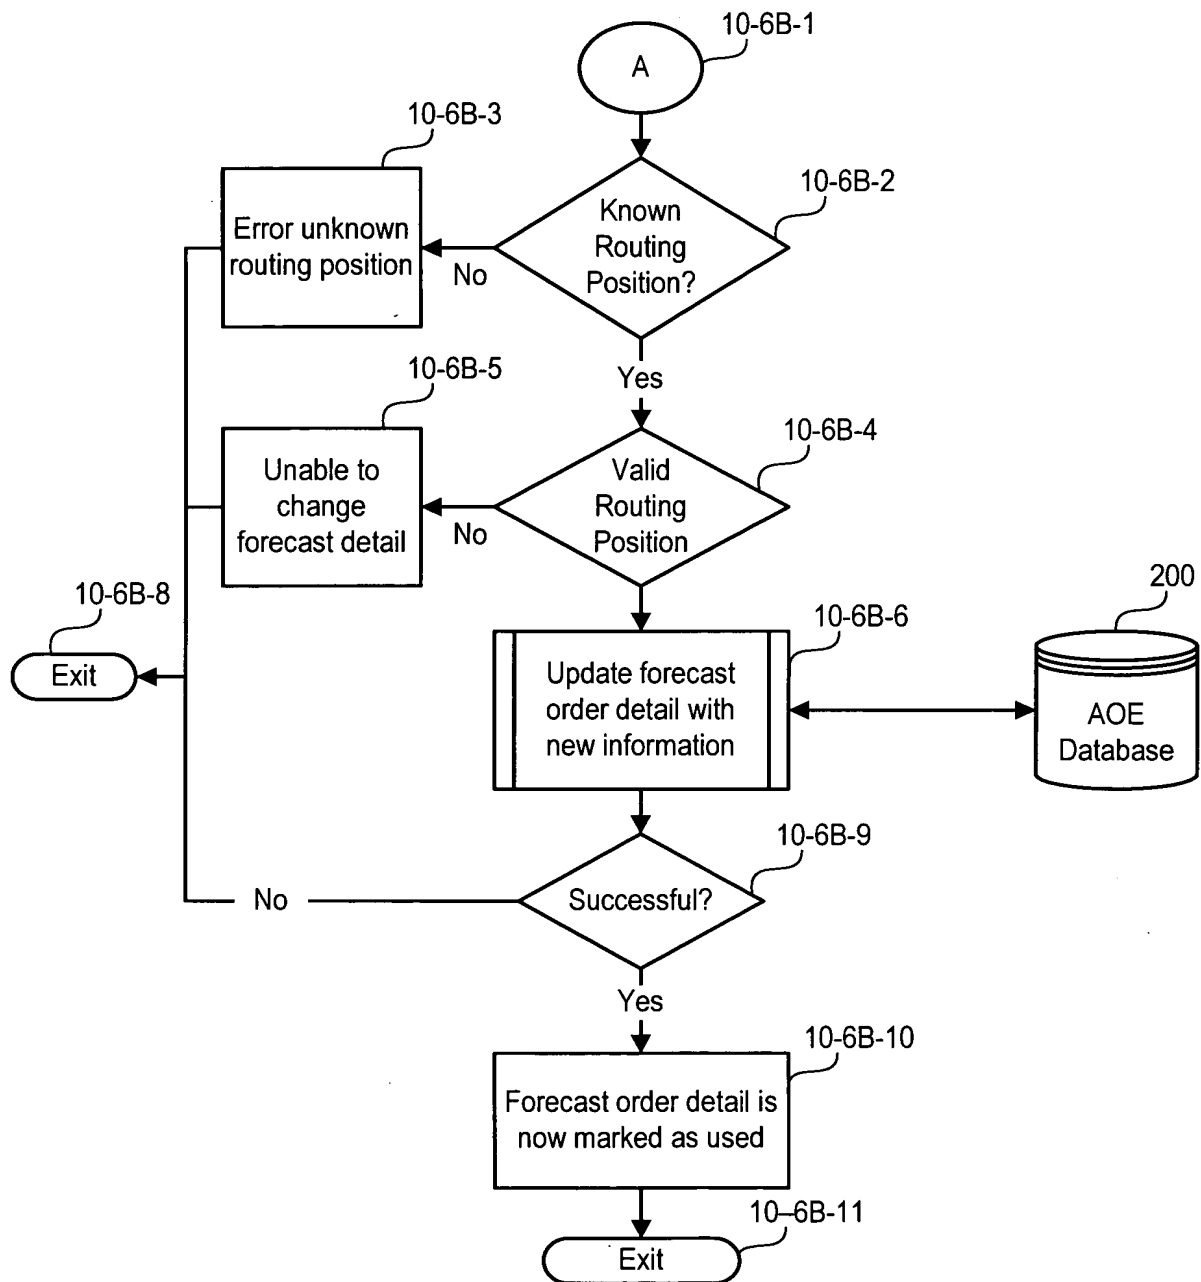 10-6B-1
A
10-6B-3
10-6B-2
Error unknown
routing position
No
Known
Routing
Position?
Yes
10-6B-5
10-6B-4
Unable to
change
forecast detail
No
Valid
Routing
Position
10-6B-8
Exit
10-6B-6
200
Update forecast
order detail with
new information
AOE
Database
10-6B-9
No
Successful?
Yes
10-6B-10
Forecast order detail is
now marked as used
10–6B-11
Exit